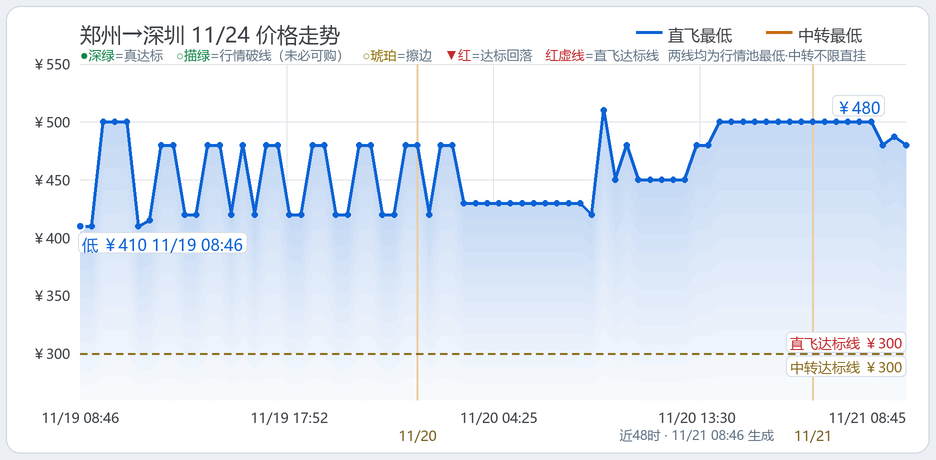 郑州→深圳 11/24 价格走势
直飞最低 中转最低
●深绿=真达标 ○描绿=行情破线（未必可购） ○琥珀=擦边 ▼红=达标回落 红虚线=直飞达标线 两线均为行情池最低·中转不限直挂
￥550
￥500
￥480
￥450
￥400
低 ￥410 11/19 08:46
￥350
直飞达标线 ￥300
￥300
中转达标线 ￥300
11/19 08:46 11/19 17:52 11/20 04:25 11/20 13:30 11/21 08:45
11/20 近48时 · 11/21 08:46 生成 11/21